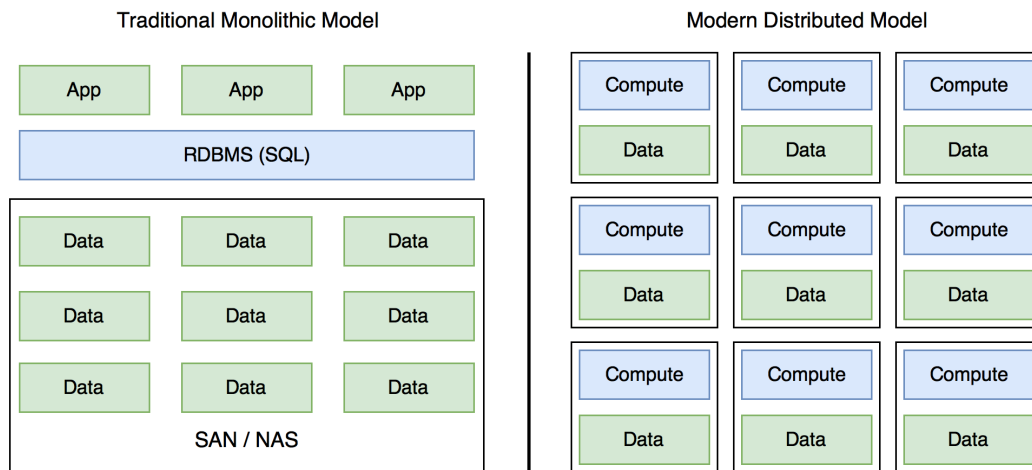 Traditional Monolithic Model
App App App
RDBMS (SQL)
Data Data Data
Data Data Data
Data Data Data
SAN / NAS
Modern Distributed Model
Compute Compute Compute
Data Data Data
Compute Compute Compute
Data Data Data
Compute Compute Compute
Data Data Data